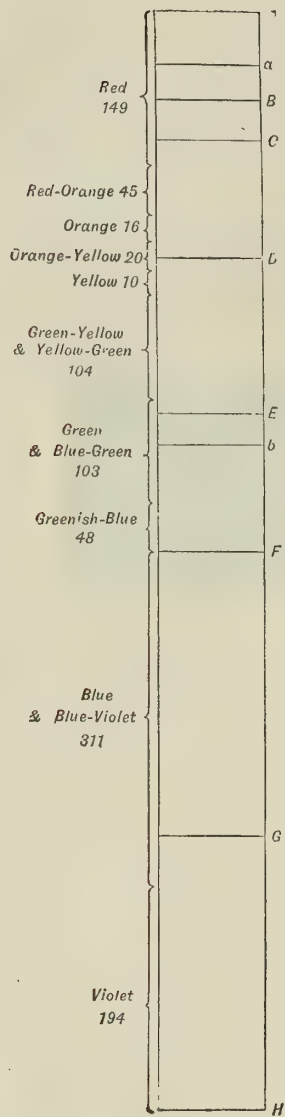 a
Red
149
B
C
Red-Orange 45
Orange 16
Orange-Yellow 20
D
Yellow 10
Green-Yellow
& Yellow-Green
104
E
Green
b
& Blue-Green
103
Greenish-Blue
48
F
Blue
& Blue-Violet
311
G
Violet
194
H